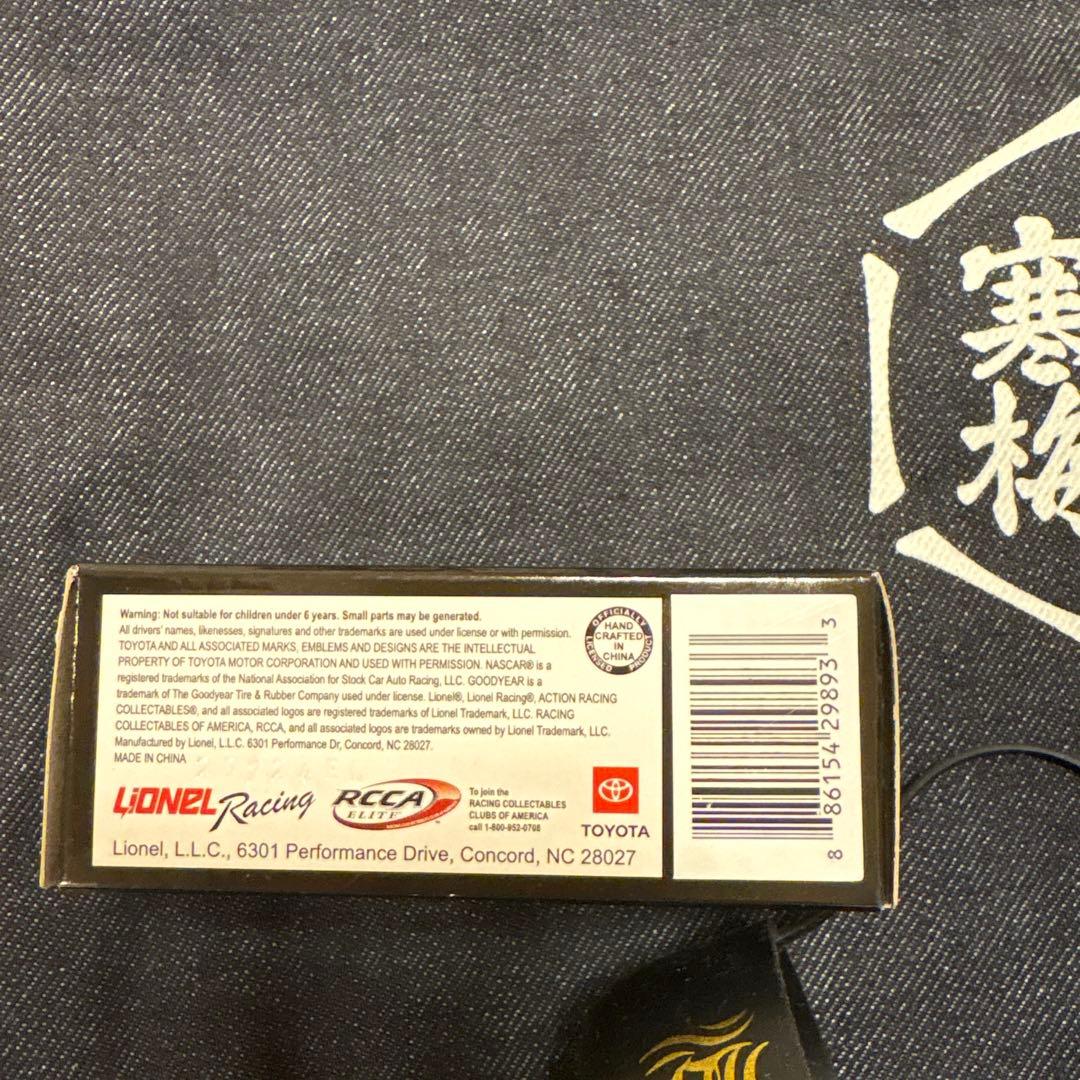 寒
梅
Warning: Not suitable for children under 6 years. Small parts may be generated.
All drivers' names, likenesses, signatures and other trademarks are used under license or with permission.
TOYOTA AND ALL ASSOCIATED MARKS, EMBLEMS AND DESIGNS ARE THE INTELLECTUAL
PROPERTY OF TOYOTA MOTOR CORPORATION AND USED WITH PERMISSION. NASCAR® is a
registered trademarks of the National Association for Stock Car Auto Racing, LLC. GOODYEAR is a
trademark of The Goodyear Tire & Rubber Company used under license. Lionel®, Lionel Racing®, ACTION RACING
COLLECTABLES®, and all associated logos are registered trademarks of Lionel Trademark, LLC. RACING
COLLECTABLES OF AMERICA, RCCA, and all associated logos are trademarks owned by Lionel Trademark, LLC.
Manufactured by Lionel, L.L.C. 6301 Performance Dr, Concord, NC 28027.
MADE IN CHINA
OFFICIALLY
HAND
CRAFTED
IN
CHINA
LICENSED PRODUCT
LIONEL Racing
RCCA
ELITE
To join the
RACING COLLECTABLES
CLUBS OF AMERICA
call 1-800-952-0708
TOYOTA
Lionel, L.L.C., 6301 Performance Drive, Concord, NC 28027
8 86154 29893 3